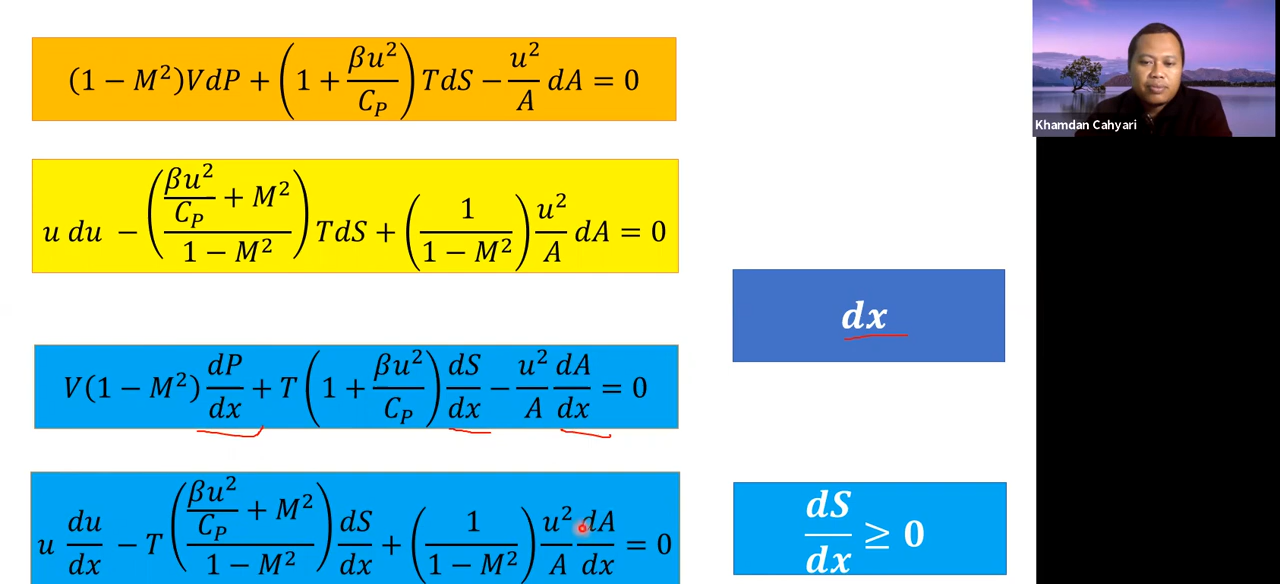 (1 − M²)VdP + (1 + βu²/C_P) TdS − u²/A dA = 0
u du − ((βu²/C_P + M²)/(1 − M²)) TdS + (1/(1 − M²)) u²/A dA = 0
V(1 − M²) dP/dx + T (1 + βu²/C_P) dS/dx − u²/A dA/dx = 0
u du/dx − T ((βu²/C_P + M²)/(1 − M²)) dS/dx + (1/(1 − M²)) u²/A dA/dx = 0
dx
dS/dx ≥ 0
Khamdan Cahyari